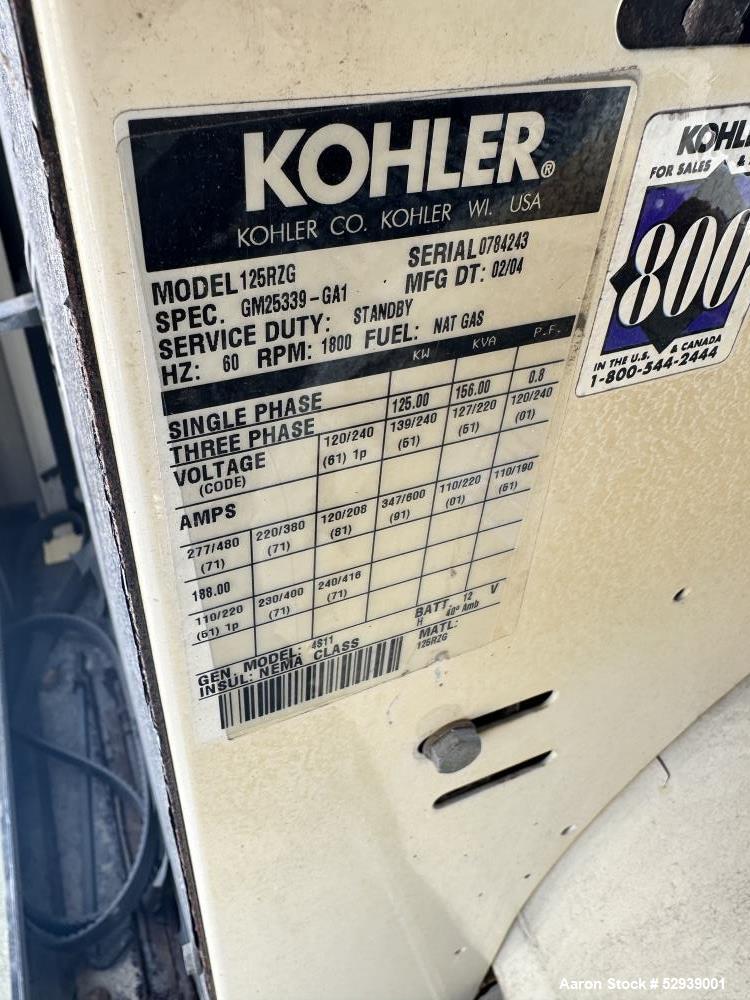 KOHLER®
KOHLER CO. KOHLER WI. USA
MODEL 125RZG SERIAL 0784243
SPEC. GM25339-GA1 MFG DT: 02/04
SERVICE DUTY: STANDBY
HZ: 60 RPM: 1800 FUEL: NAT GAS
KW KVA P.F.
SINGLE PHASE
THREE PHASE 125.00 156.00 0.8
VOLTAGE 120/240 139/240 127/220 120/240
(CODE) (61) 1p (61) (61) (01)
AMPS
277/480 220/380 120/208 347/600 110/220 110/190
(71) (71) (81) (91) (01) (61)
188.00
110/220 230/400 240/416
(61) 1p (71) (71)
BATT. 12 V
GEN. MODEL: 4S11 H 40° Amb
INSUL: NEMA CLASS MATL:
125RZG
FOR SALES &
800
IN THE U.S. & CANADA
1-800-544-2444
Aaron Stock # 52939001